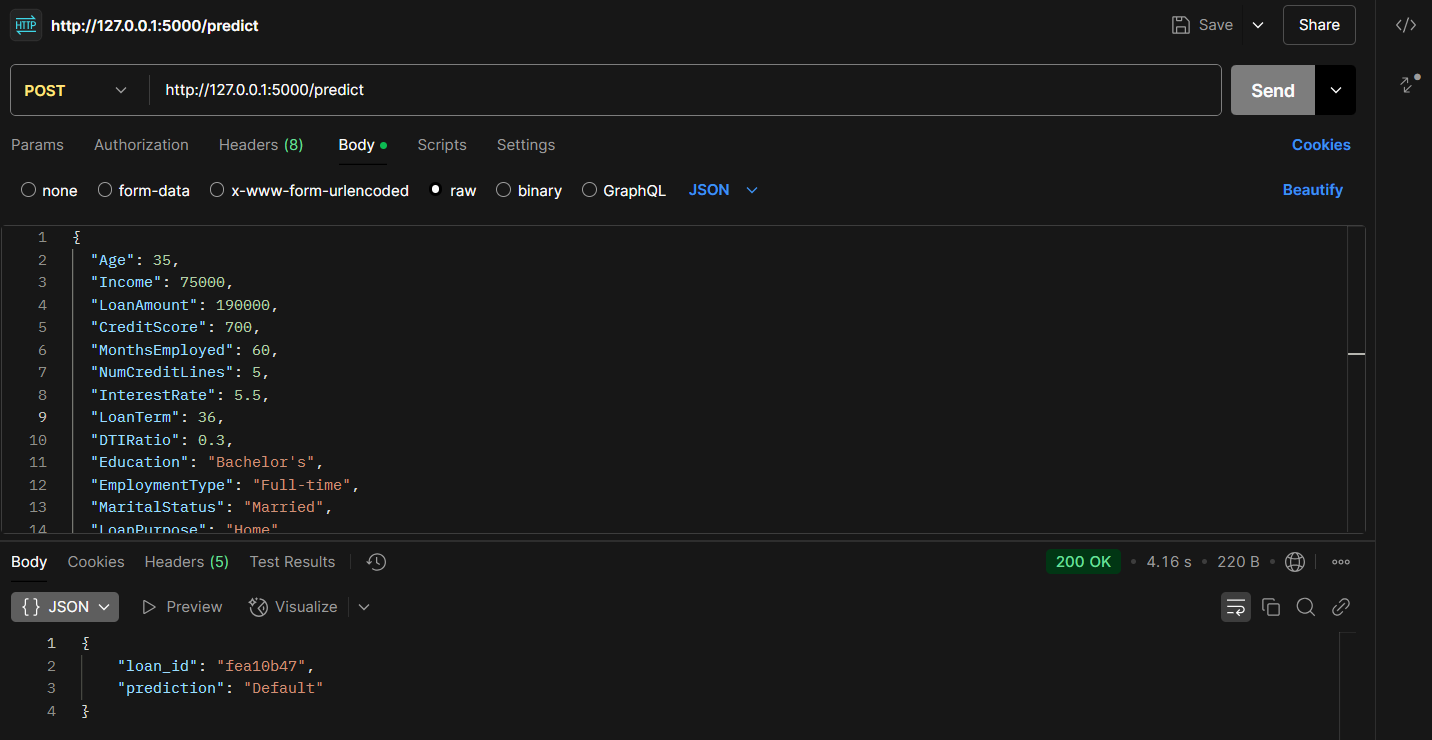 HTTP http://127.0.0.1:5000/predict Save Share
POST http://127.0.0.1:5000/predict Send
Params Authorization Headers (8) Body Scripts Settings Cookies
none form-data x-www-form-urlencoded raw binary GraphQL JSON Beautify
1 {
2 "Age": 35,
3 "Income": 75000,
4 "LoanAmount": 190000,
5 "CreditScore": 700,
6 "MonthsEmployed": 60,
7 "NumCreditLines": 5,
8 "InterestRate": 5.5,
9 "LoanTerm": 36,
10 "DTIRatio": 0.3,
11 "Education": "Bachelor's",
12 "EmploymentType": "Full-time",
13 "MaritalStatus": "Married",
14 "LoanPurpose": "Home"
Body Cookies Headers (5) Test Results 200 OK • 4.16 s • 220 B •
{} JSON Preview Visualize
1 {
2 "loan_id": "fea10b47",
3 "prediction": "Default"
4 }